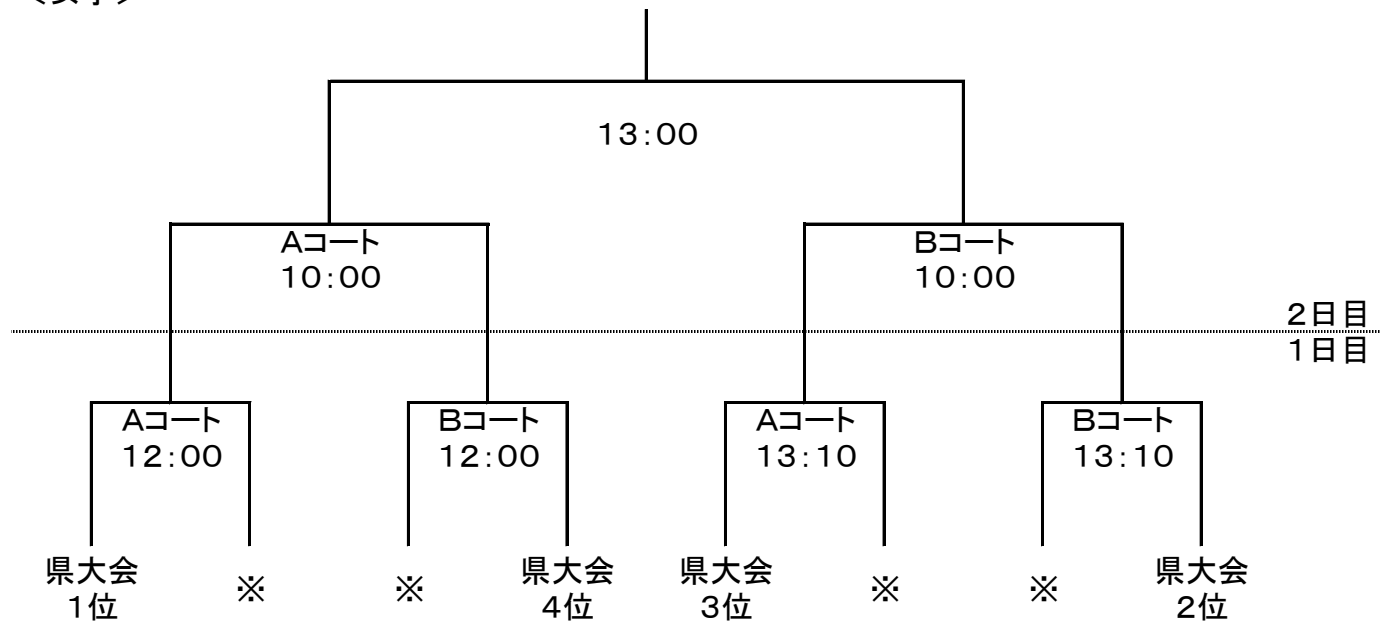 13:00
Aコート
10:00
Bコート
10:00
2日目
1日目
Aコート
12:00
Bコート
12:00
Aコート
13:10
Bコート
13:10
県大会
1位
※
※
県大会
4位
県大会
3位
※
※
県大会
2位